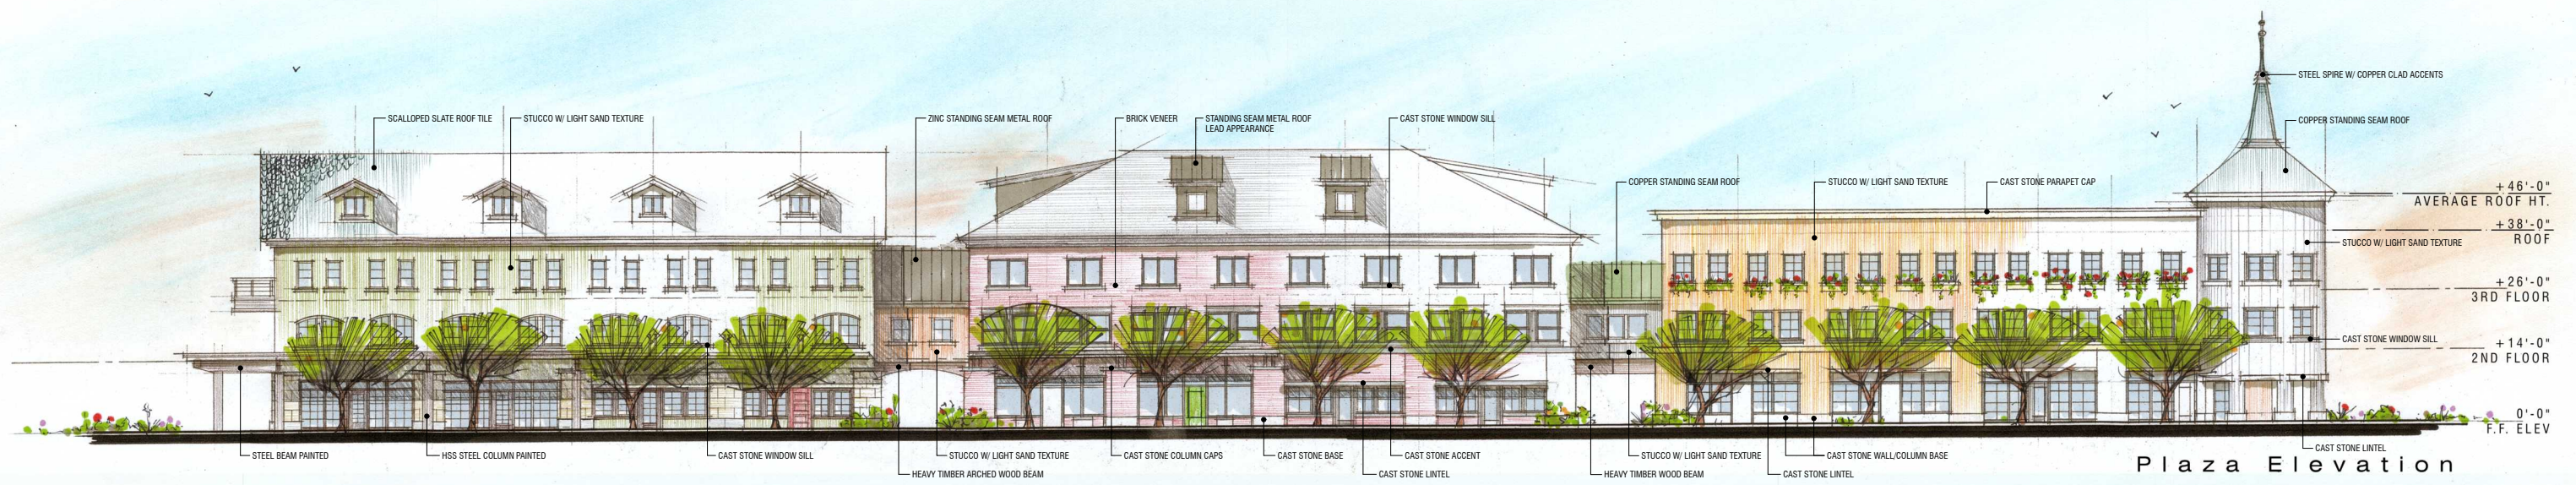 STEEL SPIRE W/ COPPER CLAD ACCENTS
SCALLOPED SLATE ROOF TILE
STUCCO W/ LIGHT SAND TEXTURE
ZINC STANDING SEAM METAL ROOF
BRICK VENEER
STANDING SEAM METAL ROOF
LEAD APPEARANCE
CAST STONE WINDOW SILL
COPPER STANDING SEAM ROOF
COPPER STANDING SEAM ROOF
STUCCO W/ LIGHT SAND TEXTURE
CAST STONE PARAPET CAP
+46'-0"
AVERAGE ROOF HT.
+38'-0"
ROOF
STUCCO W/ LIGHT SAND TEXTURE
+26'-0"
3RD FLOOR
CAST STONE WINDOW SILL
+14'-0"
2ND FLOOR
0'-0"
F.F. ELEV
STEEL BEAM PAINTED
HSS STEEL COLUMN PAINTED
CAST STONE WINDOW SILL
STUCCO W/ LIGHT SAND TEXTURE
HEAVY TIMBER ARCHED WOOD BEAM
CAST STONE COLUMN CAPS
CAST STONE BASE
CAST STONE ACCENT
CAST STONE LINTEL
STUCCO W/ LIGHT SAND TEXTURE
HEAVY TIMBER WOOD BEAM
CAST STONE WALL/COLUMN BASE
CAST STONE LINTEL
CAST STONE LINTEL
Plaza Elevation